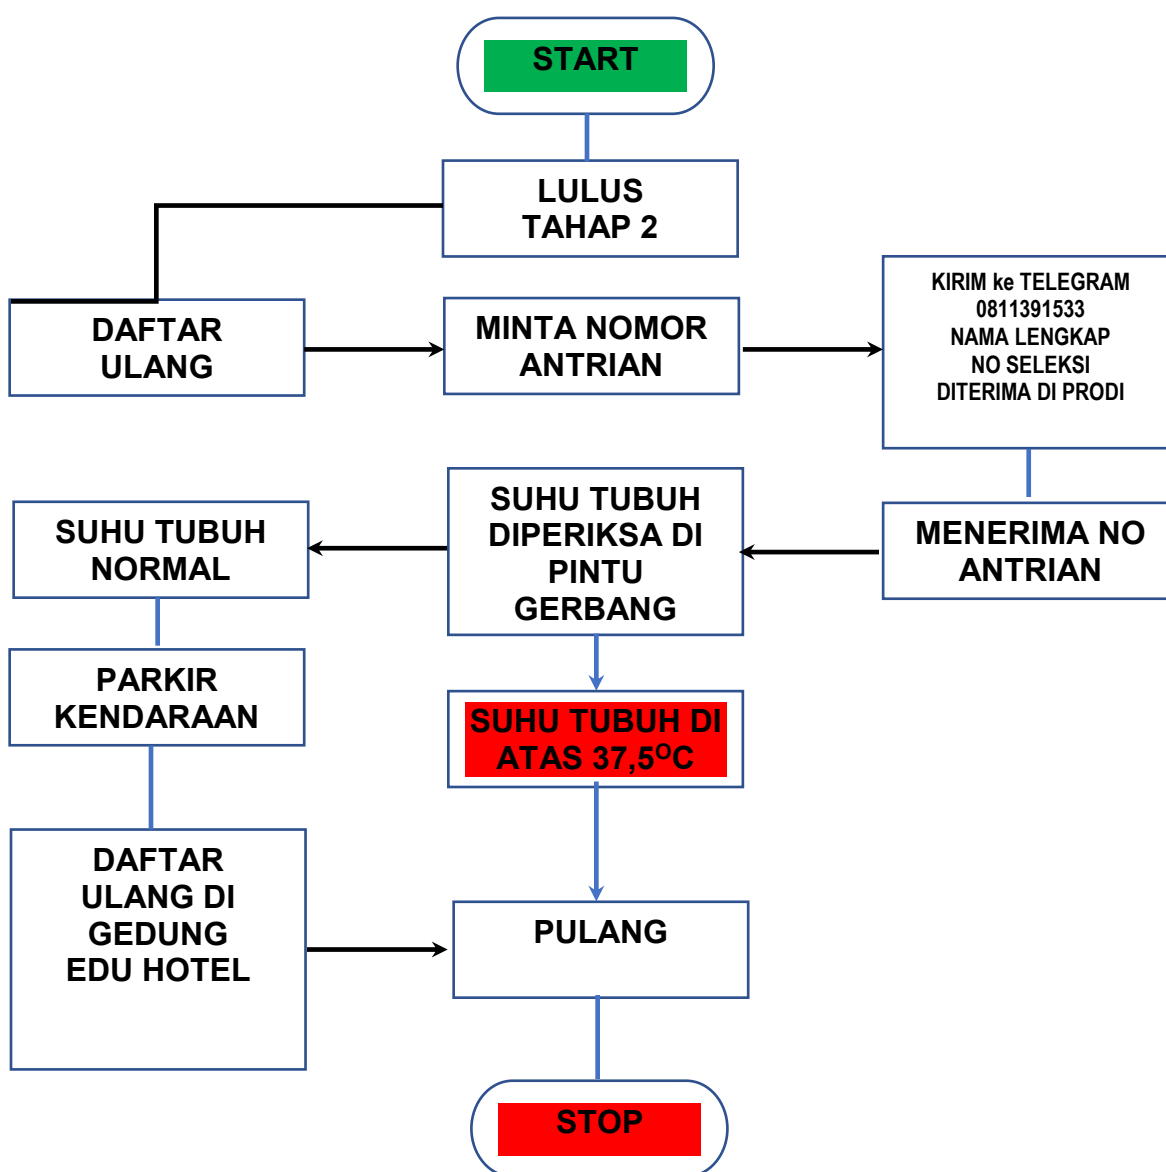 START
LULUS
TAHAP 2
DAFTAR
ULANG
MINTA NOMOR
ANTRIAN
KIRIM ke TELEGRAM
0811391533
NAMA LENGKAP
NO SELEKSI
DITERIMA DI PRODI
MENERIMA NO
ANTRIAN
SUHU TUBUH
DIPERIKSA DI
PINTU
GERBANG
SUHU TUBUH
NORMAL
PARKIR
KENDARAAN
SUHU TUBUH DI
ATAS 37,5ᴼC
DAFTAR
ULANG DI
GEDUNG
EDU HOTEL
PULANG
STOP